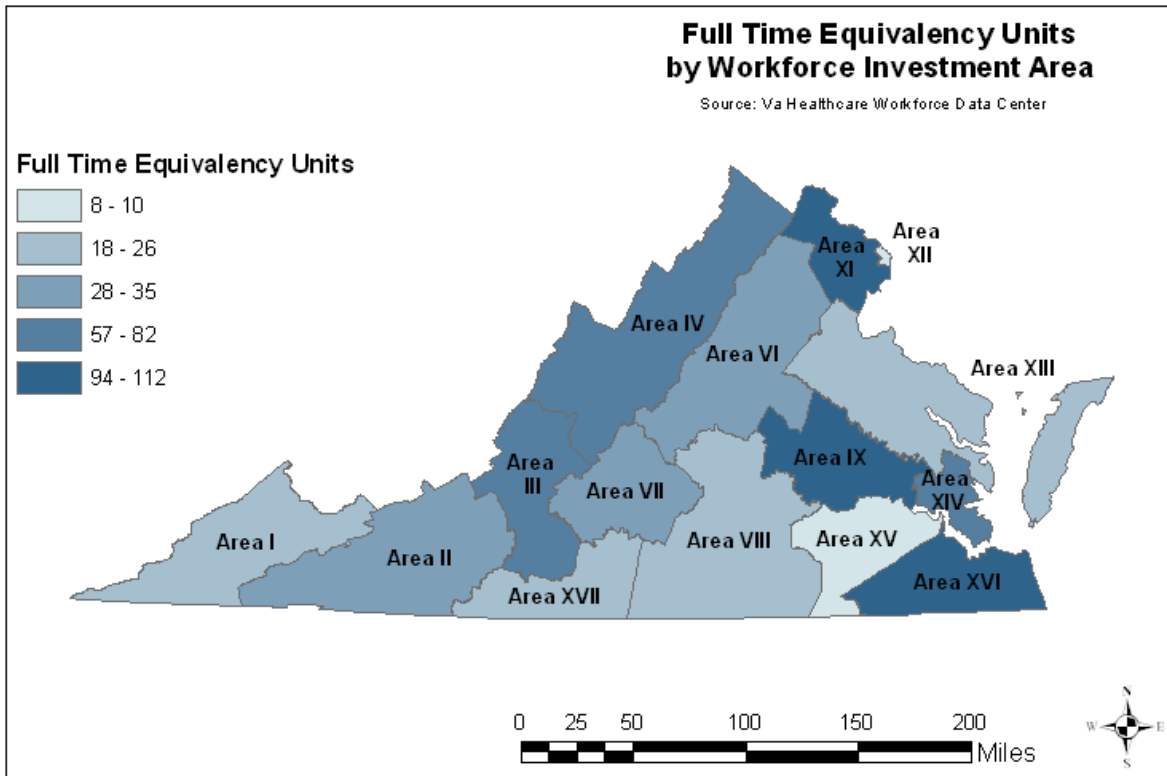 Full Time Equivalency Units
by Workforce Investment Area
Source: Va Healthcare Workforce Data Center
Full Time Equivalency Units
8 - 10
18 - 26
28 - 35
57 - 82
94 - 112
Area
XII
Area
XI
Area IV
Area VI
Area XIII
Area
III
Area IX
Area VII
Area
XIV
Area I
Area II
Area VIII
Area XV
Area XVII
Area XVI
N
W
E
S
0 25 50 100 150 200
Miles